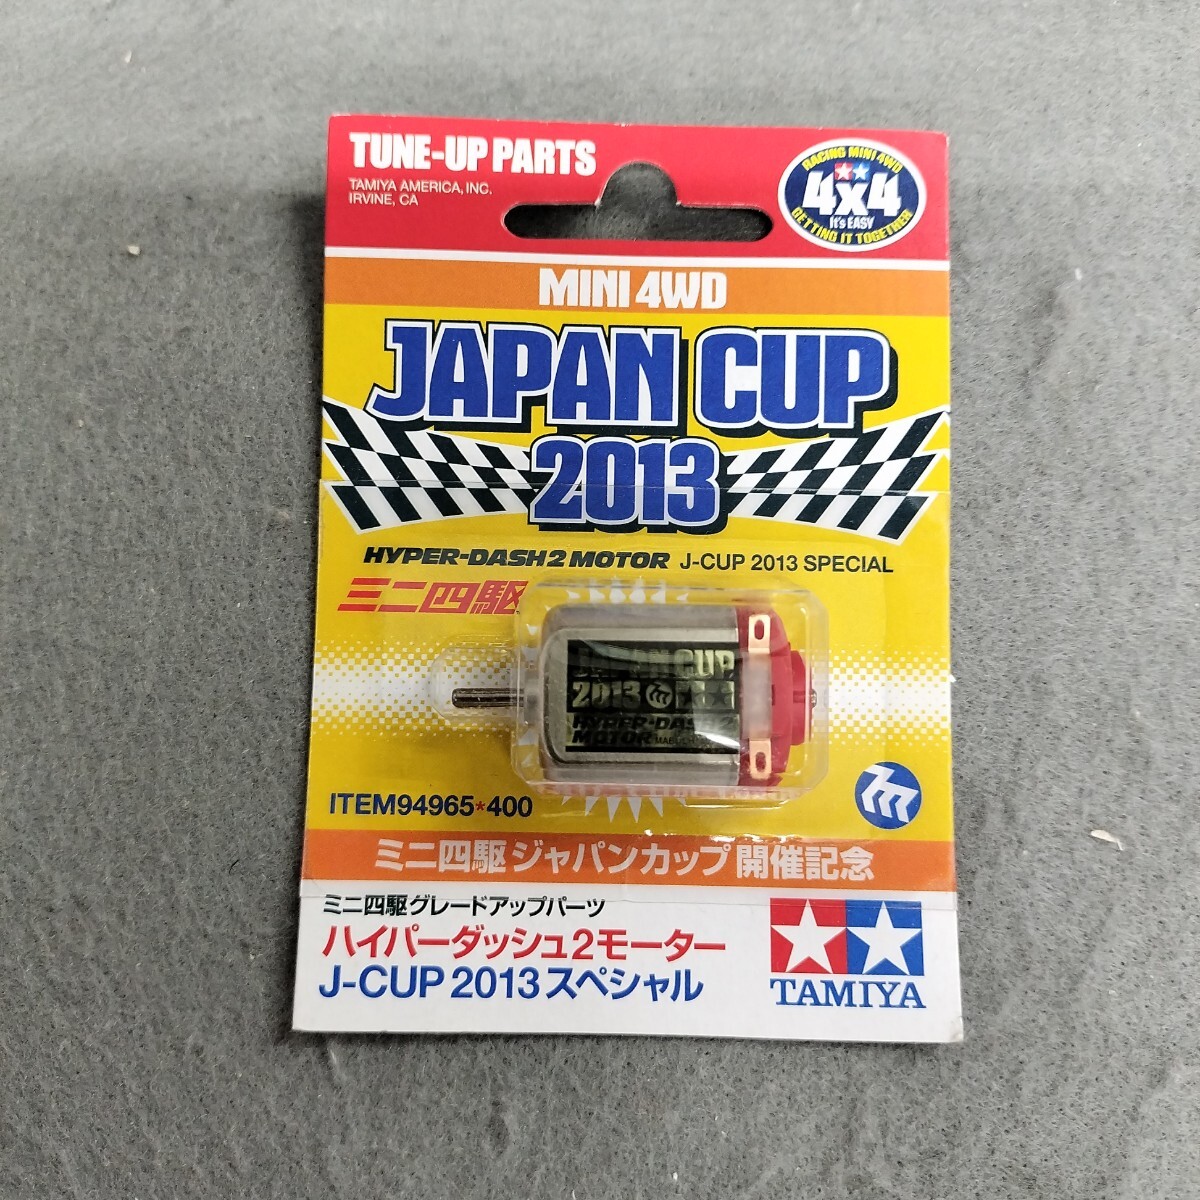 TUNE-UP PARTS
TAMIYA AMERICA, INC.
IRVINE, CA
RACING MINI 4WD
4x4
It's EASY
GETTING IT TOGETHER
MINI 4WD
JAPAN CUP
2013
HYPER-DASH 2 MOTOR J-CUP 2013 SPECIAL
ミニ四駆
JAPAN CUP
2013
HYPER-DASH 2
MOTOR
ITEM94965*400
ミニ四駆ジャパンカップ開催記念
ミニ四駆グレードアップパーツ
ハイパーダッシュ2モーター
J-CUP 2013スペシャル
TAMIYA